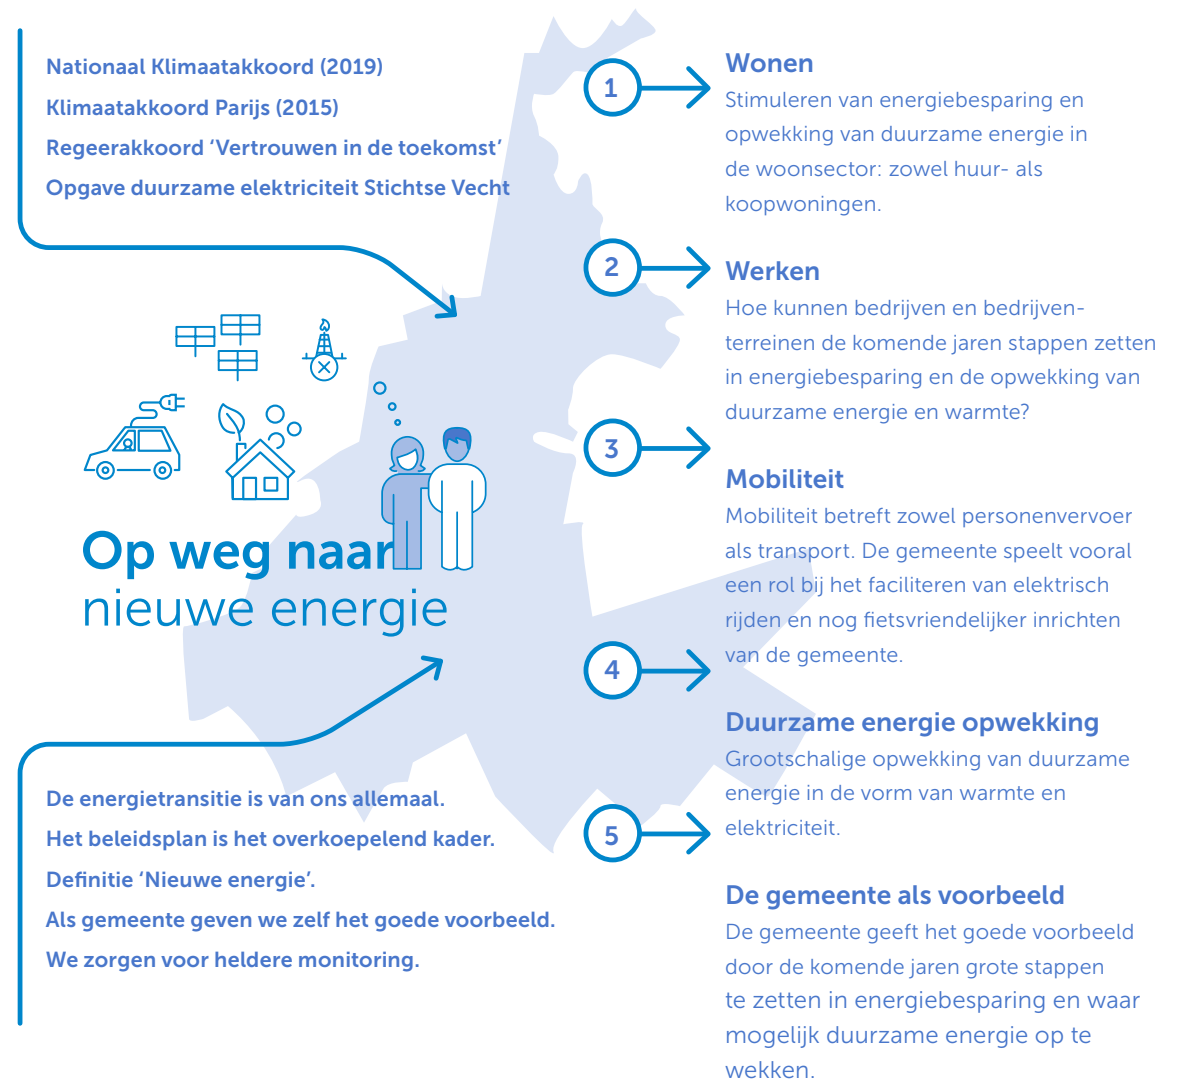 Nationaal Klimaatakkoord (2019)
Klimaatakkoord Parijs (2015)
Regeerakkoord ‘Vertrouwen in de toekomst’
Opgave duurzame elektriciteit Stichtse Vecht
Op weg naar
nieuwe energie
De energietransitie is van ons allemaal.
Het beleidsplan is het overkoepelend kader.
Definitie ‘Nieuwe energie’.
Als gemeente geven we zelf het goede voorbeeld.
We zorgen voor heldere monitoring.
1
Wonen
Stimuleren van energiebesparing en
opwekking van duurzame energie in
de woonsector: zowel huur- als
koopwoningen.
2
Werken
Hoe kunnen bedrijven en bedrijven-
terreinen de komende jaren stappen zetten
in energiebesparing en de opwekking van
duurzame energie en warmte?
3
Mobiliteit
Mobiliteit betreft zowel personenvervoer
als transport. De gemeente speelt vooral
een rol bij het faciliteren van elektrisch
rijden en nog fietsvriendelijker inrichten
van de gemeente.
4
Duurzame energie opwekking
Grootschalige opwekking van duurzame
energie in de vorm van warmte en
elektriciteit.
5
De gemeente als voorbeeld
De gemeente geeft het goede voorbeeld
door de komende jaren grote stappen
te zetten in energiebesparing en waar
mogelijk duurzame energie op te
wekken.